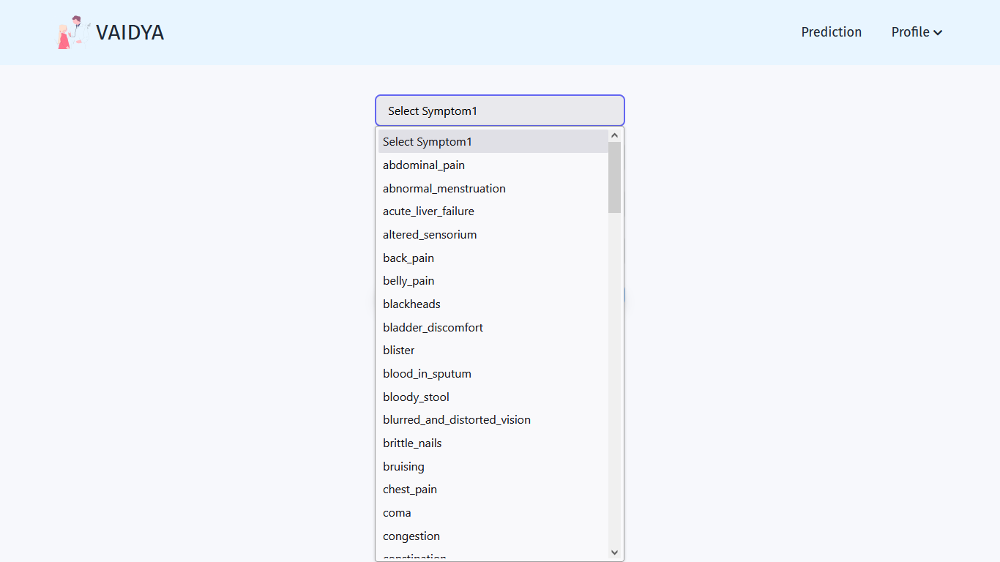 VAIDYA
Prediction
Profile
Select Symptom1
Select Symptom1
abdominal_pain
abnormal_menstruation
acute_liver_failure
altered_sensorium
back_pain
belly_pain
blackheads
bladder_discomfort
blister
blood_in_sputum
bloody_stool
blurred_and_distorted_vision
brittle_nails
bruising
chest_pain
coma
congestion
constipation